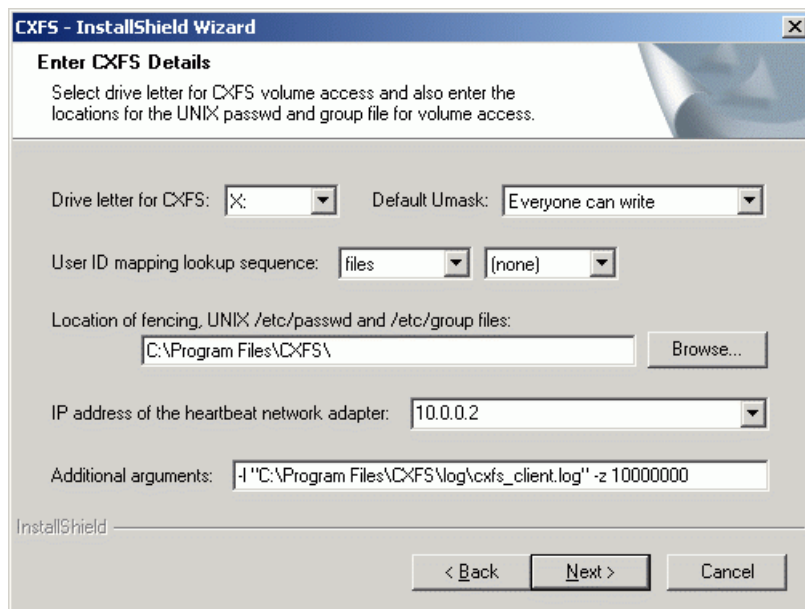 CXFS - InstallShield Wizard
Enter CXFS Details
Select drive letter for CXFS volume access and also enter the
locations for the UNIX passwd and group file for volume access.
Drive letter for CXFS: X: Default Umask: Everyone can write
User ID mapping lookup sequence: files (none)
Location of fencing, UNIX /etc/passwd and /etc/group files:
C:\Program Files\CXFS\ Browse...
IP address of the heartbeat network adapter: 10.0.0.2
Additional arguments: -l "C:\Program Files\CXFS\log\cxfs_client.log" -z 10000000
InstallShield
< Back Next > Cancel